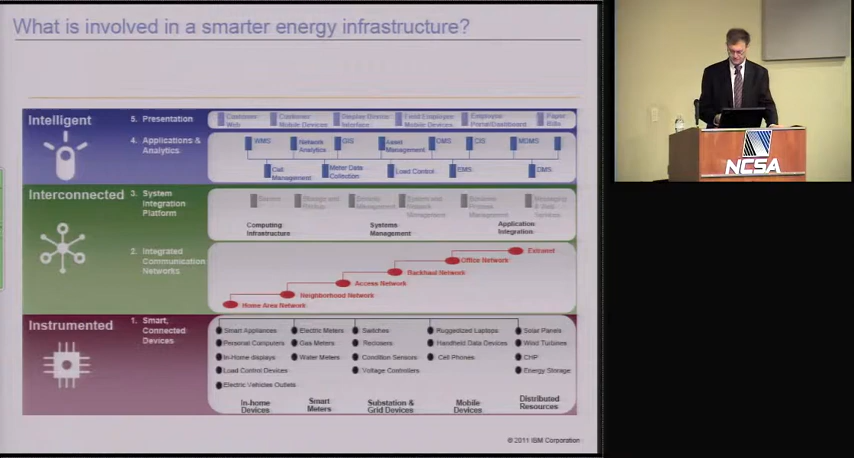 What is involved in a smarter energy infrastructure?
Intelligent
5. Presentation
Customer Web
Customer Mobile Devices
Display Device Interface
Field Employee Mobile Devices
Employee Portal/Dashboard
Paper Bills
4. Applications & Analytics
WMS
Network Analytics
GIS
Asset Management
OMS
CIS
MDMS
Call Management
Meter Data Collection
Load Control
EMS
DMS
Interconnected
3. System Integration Platform
Computing Infrastructure
Systems Management
Application Integration
2. Integrated Communication Networks
Extranet
Office Network
Backhaul Network
Access Network
Neighborhood Network
Home Area Network
Instrumented
1. Smart, Connected Devices
Smart Appliances
Personal Computers
In-Home displays
Load Control Devices
Electric Vehicles Outlets
In-home Devices
Electric Meters
Gas Meters
Water Meters
Smart Meters
Switches
Reclosers
Condition Sensors
Voltage Controllers
Substation & Grid Devices
Ruggedized Laptops
Handheld Data Devices
Cell Phones
Mobile Devices
Solar Panels
Wind Turbines
CHP
Energy Storage
Distributed Resources
© 2011 IBM Corporation
NCSA